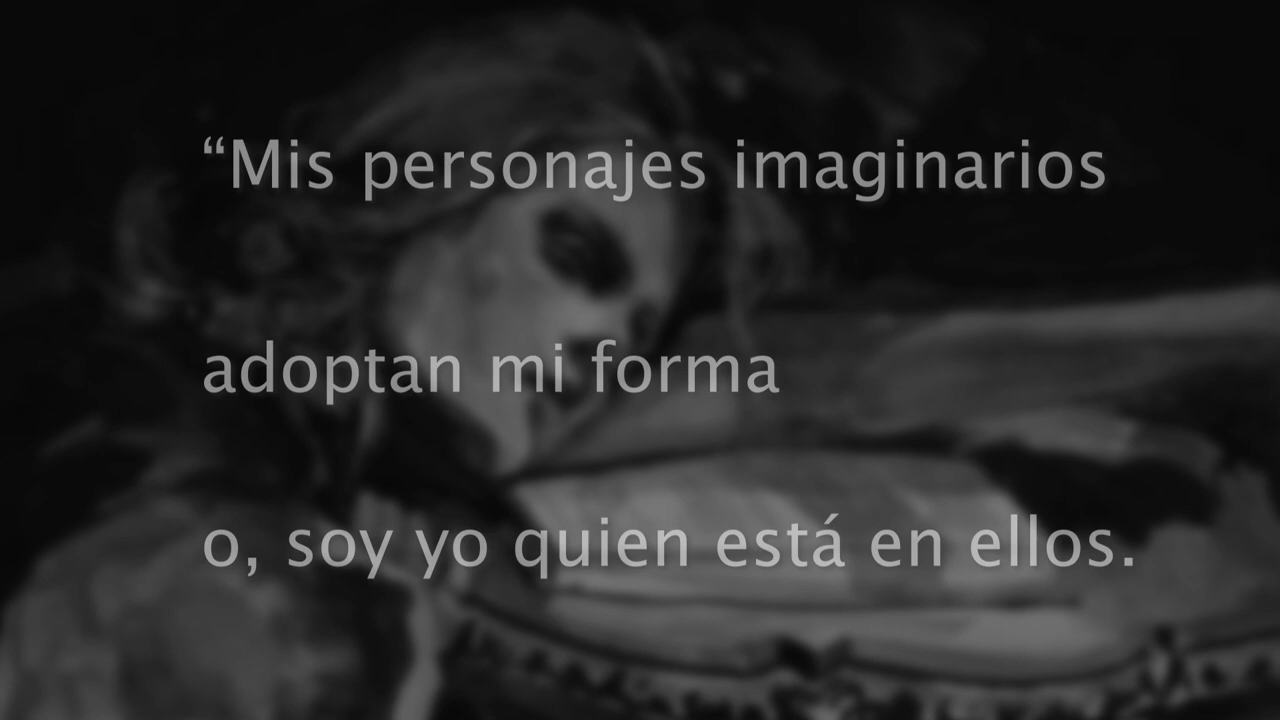 “Mis personajes imaginarios
adoptan mi forma
o, soy yo quien está en ellos.